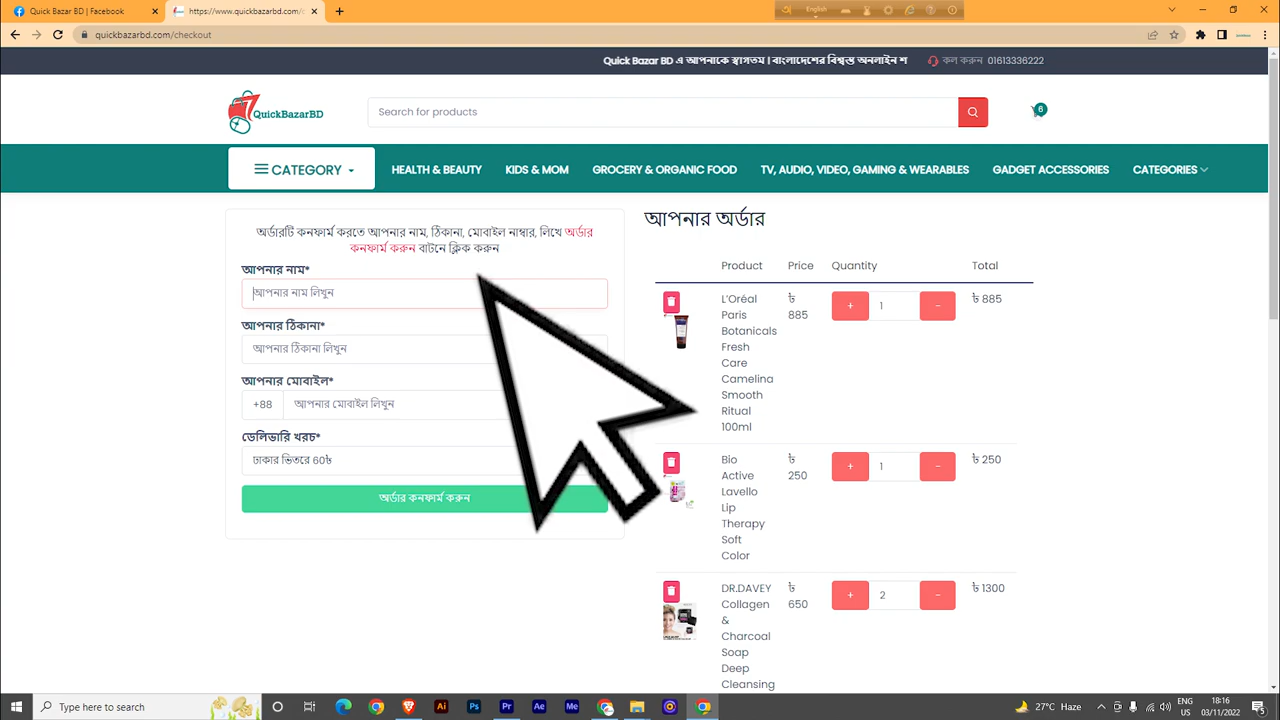 Quick Bazar BD | Facebook
https://www.quickbazarbd.com/
English
quickbazarbd.com/checkout
Quick Bazar BD এ আপনাকে স্বাগতম | বাংলাদেশের বিশ্বস্ত অনলাইন শ
কল করুন 01613336222
QuickBazarBD
Search for products
6
CATEGORY
HEALTH & BEAUTY
KIDS & MOM
GROCERY & ORGANIC FOOD
TV, AUDIO, VIDEO, GAMING & WEARABLES
GADGET ACCESSORIES
CATEGORIES
অর্ডারটি কনফার্ম করতে আপনার নাম, ঠিকানা, মোবাইল নাম্বার, লিখে অর্ডার
কনফার্ম করুন বাটনে ক্লিক করুন
আপনার নাম*
আপনার নাম লিখুন
আপনার ঠিকানা*
আপনার ঠিকানা লিখুন
আপনার মোবাইল*
+88 আপনার মোবাইল লিখুন
ডেলিভারি খরচ*
ঢাকার ভিতরে 60৳
অর্ডার কনফার্ম করুন
আপনার অর্ডার
Product Price Quantity Total
L'Oréal
Paris
Botanicals
Fresh
Care
Camelina
Smooth
Ritual
100ml
৳
885
+ 1 -
৳ 885
Bio
Active
Lavello
Lip
Therapy
Soft
Color
৳
250
+ 1 -
৳ 250
DR.DAVEY
Collagen
&
Charcoal
Soap
Deep
Cleansing
৳
650
+ 2 -
৳ 1300
Type here to search
Ai
Ps
Pr
Ae
Me
27°C Haze
ENG
US
18:16
03/11/2022